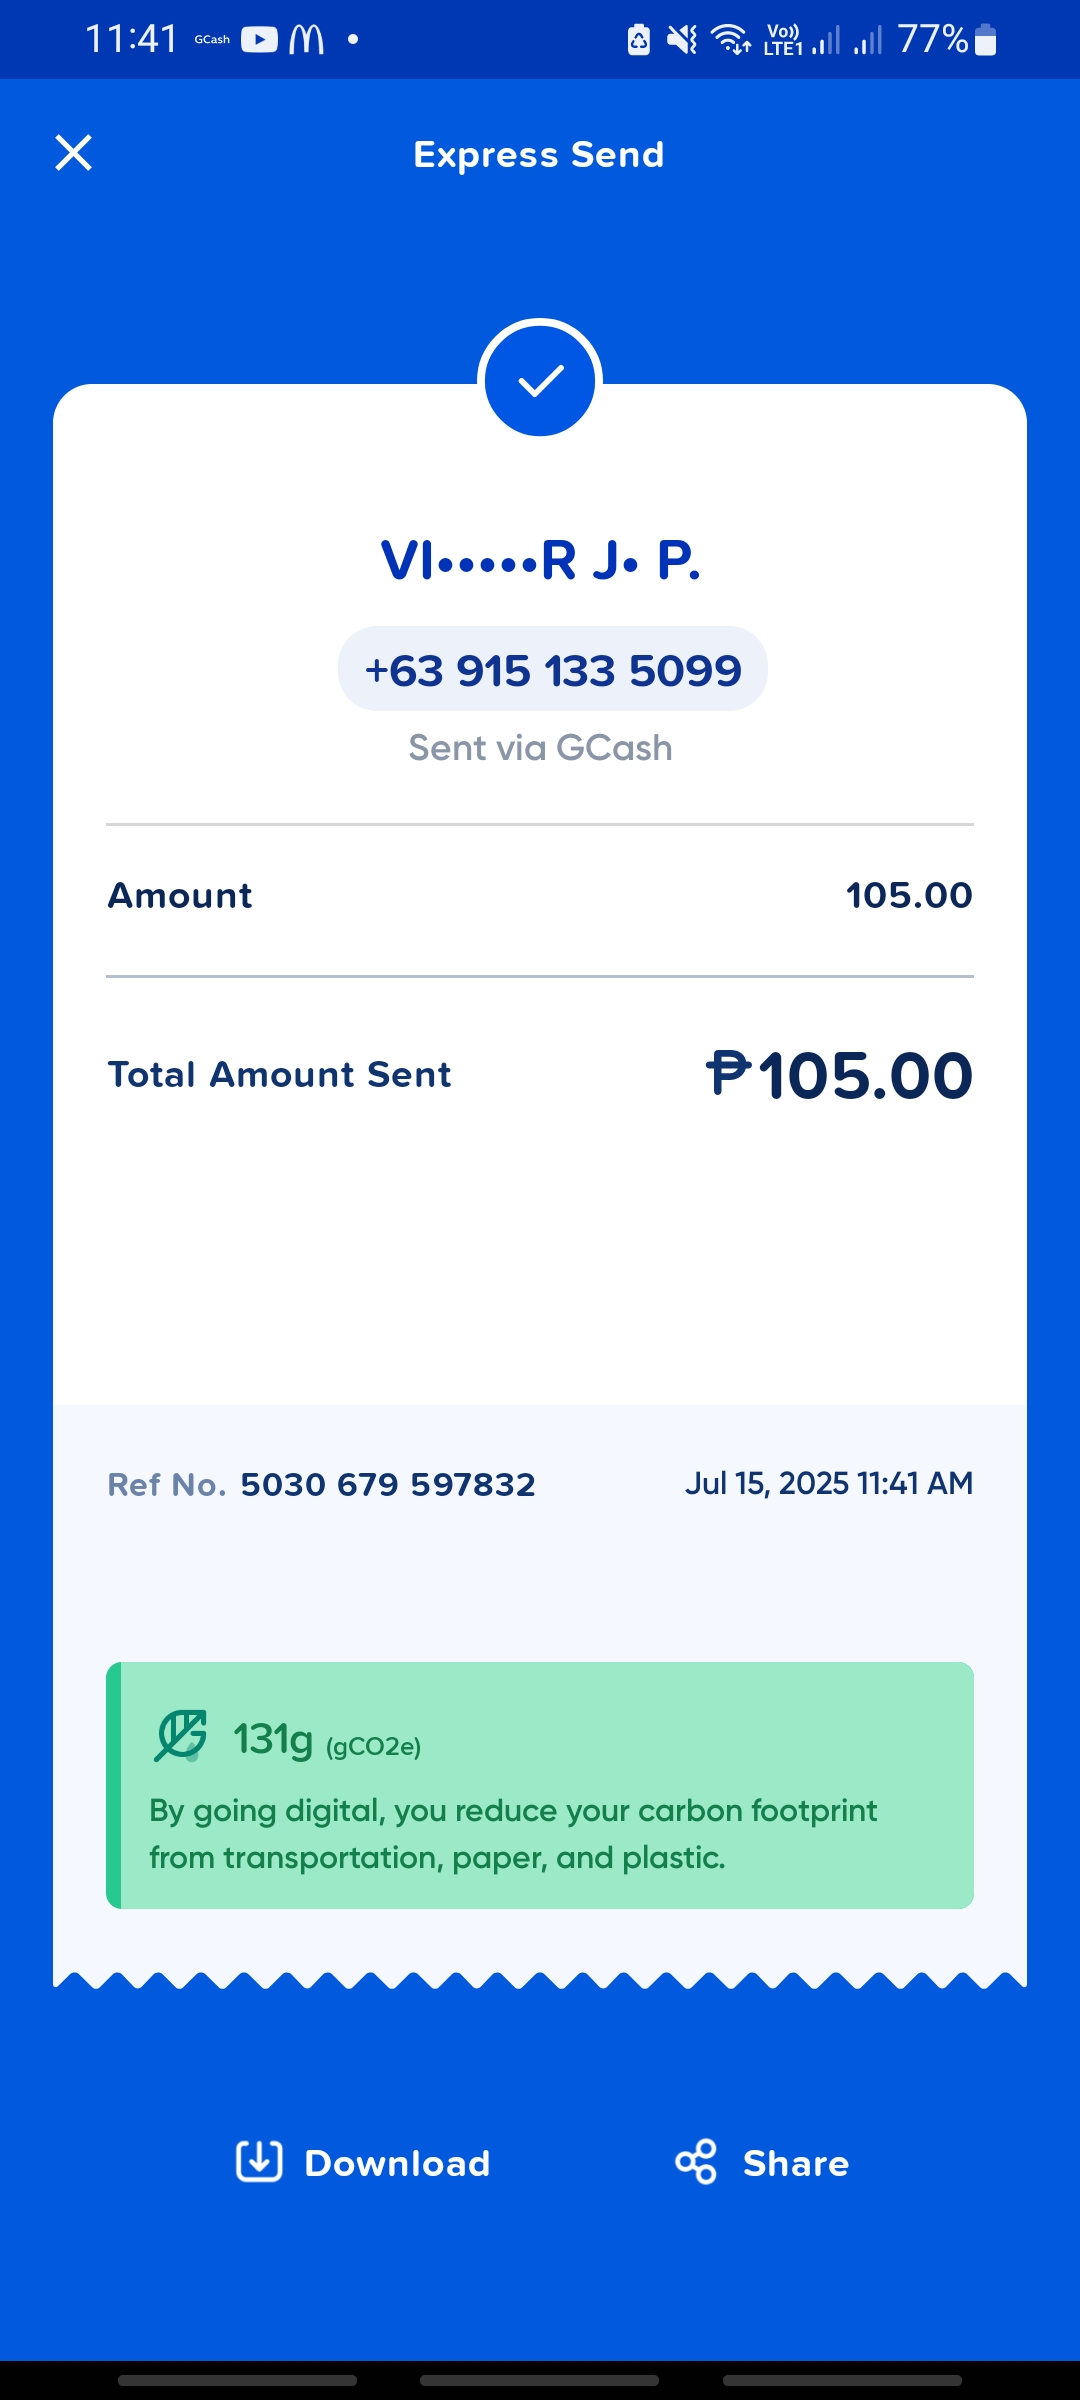 11:41 GCash Vo)) LTE1 77%
Express Send
VI•••••R J• P.
+63 915 133 5099
Sent via GCash
Amount 105.00
Total Amount Sent ₱105.00
Ref No. 5030 679 597832 Jul 15, 2025 11:41 AM
131g (gCO2e)
By going digital, you reduce your carbon footprint
from transportation, paper, and plastic.
Download Share